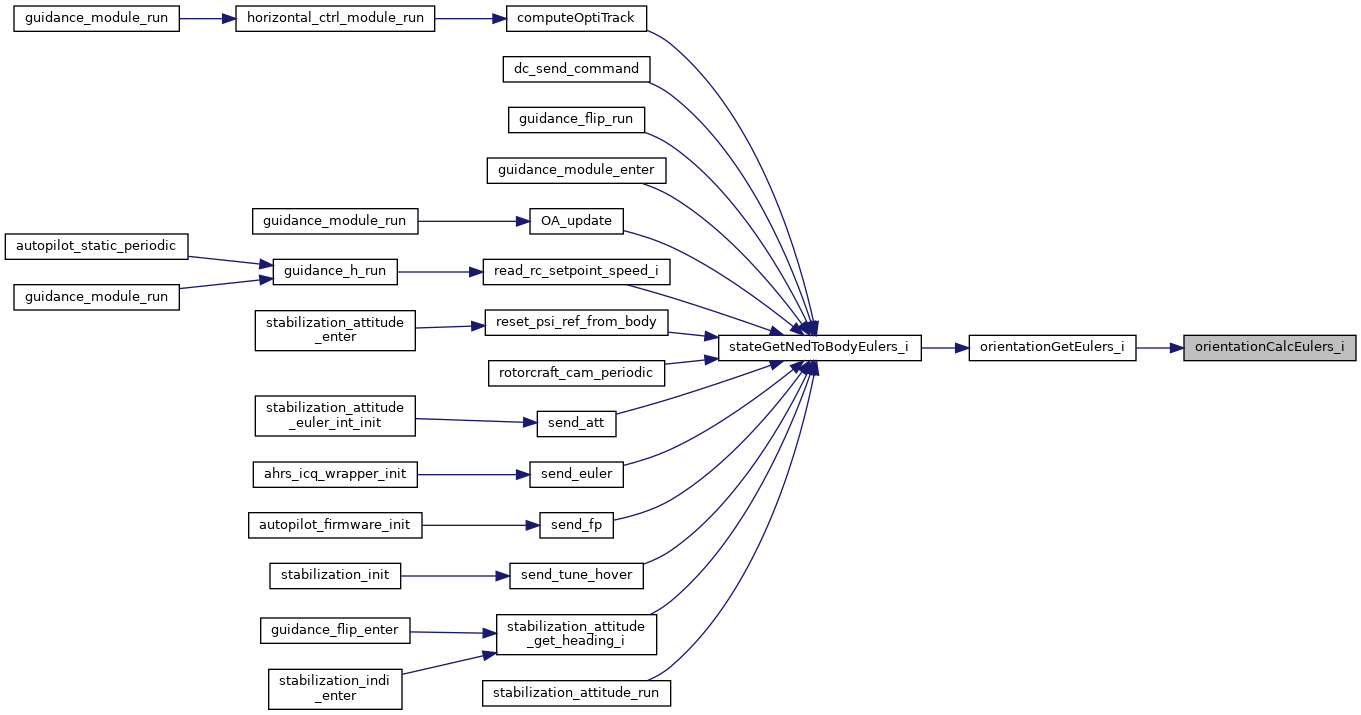 guidance_module_run
horizontal_ctrl_module_run
computeOptiTrack
dc_send_command
guidance_flip_run
guidance_module_enter
guidance_module_run
OA_update
autopilot_static_periodic
guidance_h_run
read_rc_setpoint_speed_i
guidance_module_run
stabilization_attitude
_enter
reset_psi_ref_from_body
stateGetNedToBodyEulers_i
orientationGetEulers_i
orientationCalcEulers_i
rotorcraft_cam_periodic
stabilization_attitude
_euler_int_init
send_att
ahrs_icq_wrapper_init
send_euler
autopilot_firmware_init
send_fp
stabilization_init
send_tune_hover
guidance_flip_enter
stabilization_attitude
_get_heading_i
stabilization_indi
_enter
stabilization_attitude_run